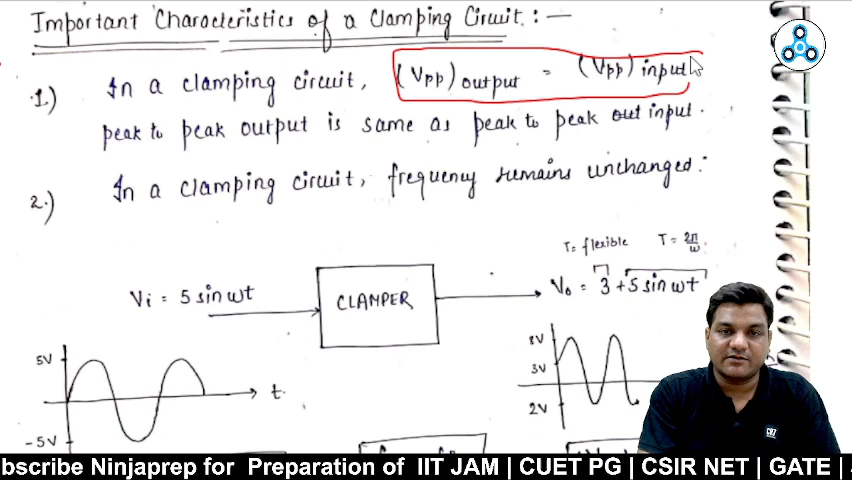 Important Characteristics of a Clamping Circuit :-
1.) In a clamping circuit, (Vpp) output = (Vpp) input
peak to peak output is same as peak to peak out input.
2.) In a clamping circuit, frequency remains unchanged.
T = flexible T = 2π/ω
Vi = 5 sin ωt CLAMPER Vo = 3 + 5 sin ωt
5V
t.
-5V
8V
3V
2V
bscribe Ninjaprep for Preparation of IIT JAM | CUET PG | CSIR NET | GATE |